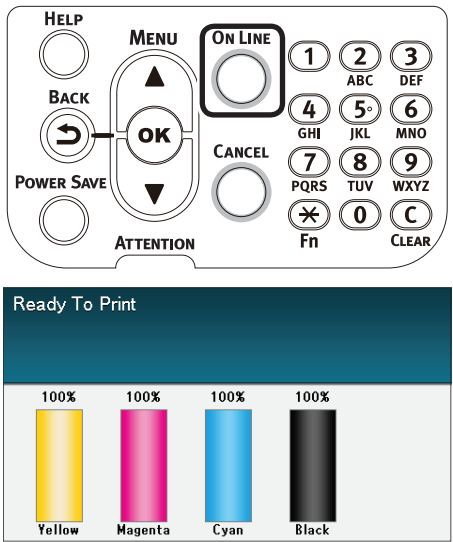 HELP
MENU
ON LINE
1 2 3
ABC DEF
BACK
OK
4 5 6
GHI JKL MNO
CANCEL
7 8 9
PQRS TUV WXYZ
POWER SAVE
0 C
Fn CLEAR
ATTENTION
Ready To Print
100% 100% 100% 100%
Yellow Magenta Cyan Black